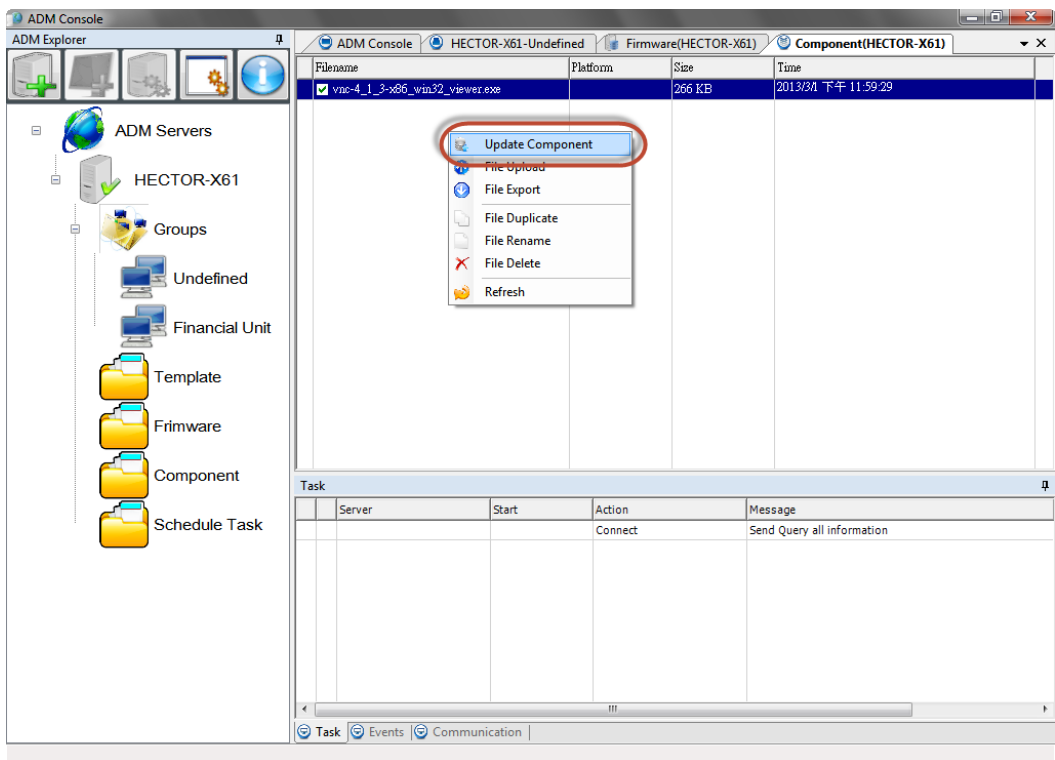 ADM Console
ADM Explorer
ADM Servers
HECTOR-X61
Groups
Undefined
Financial Unit
Template
Frimware
Component
Schedule Task
ADM Console HECTOR-X61-Undefined Firmware(HECTOR-X61) Component(HECTOR-X61)
Filename Platform Size Time
vnc-4_1_3-x86_win32_viewer.exe 266 KB 2013/3/1 下午 11:59:29
Update Component
File Upload
File Export
File Duplicate
File Rename
File Delete
Refresh
Task
Server Start Action Message
Connect Send Query all information
Task Events Communication